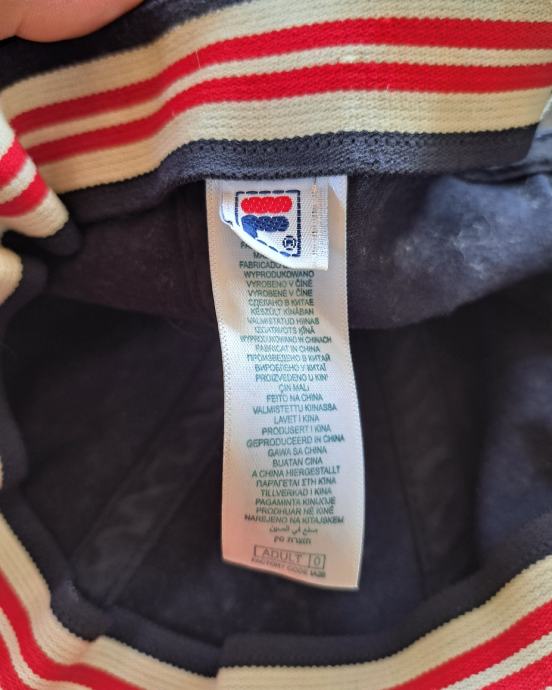 WYPRODUKOWANO
VYROBENO V ČÍNĚ
VYROBENÉ V ČÍNE
СДЕЛАНО В КИТАЕ
KÉSZÜLT KÍNÁBAN
VALMISTATUD HIINAS
IZGATAVOTS ĶĪNĀ
WYPRODUKOWANO W CHINACH
FABRICAT IN CHINA
ПРОИЗВЕДЕНО В КИТАЙ
ВИРОБЛЕНО У КИТАЇ
PROIZVEDENO U KINI
ÇİN MALI
FEITO NA CHINA
VALMISTETTU KIINASSA
LAVET I KINA
PRODUSERT I KINA
GEPRODUCEERD IN CHINA
GAWA SA CHINA
BUATAN CINA
A CHINA HIERGESTALLT
ΠΑΡΑΓΕΤΑΙ ΣΤΗ ΚΙΝΑ
TILLVERKAD I KINA
PAGAMINTA KINIJOJE
PRODHUAR NË KINË
NAREJENO NA KITAJSKEM
صنع في الصين
ADULT 0
FACTORY CODE